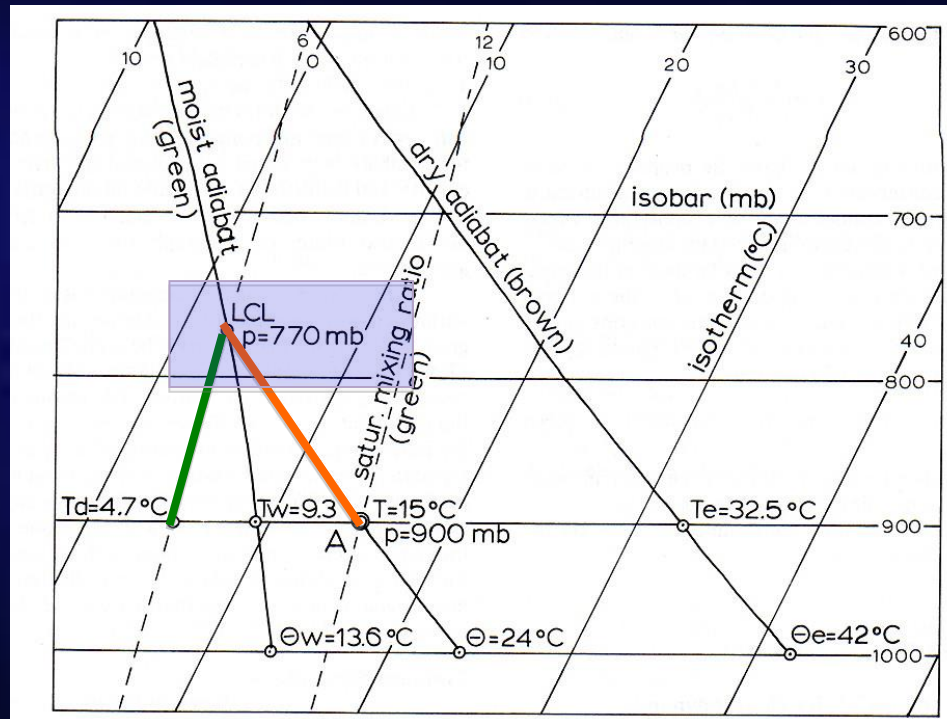 6
12
600
10
0
10
20
30
moist adiabat
(green)
dry adiabat (brown)
isobar (mb)
700
satur. mixing ratio
(green)
isotherm (°C)
LCL
p=770 mb
40
800
Td=4.7°C
Tw=9.3
T=15°C
Te=32.5°C
900
A
p=900 mb
Θw=13.6°C
Θ=24°C
Θe=42°C
1000